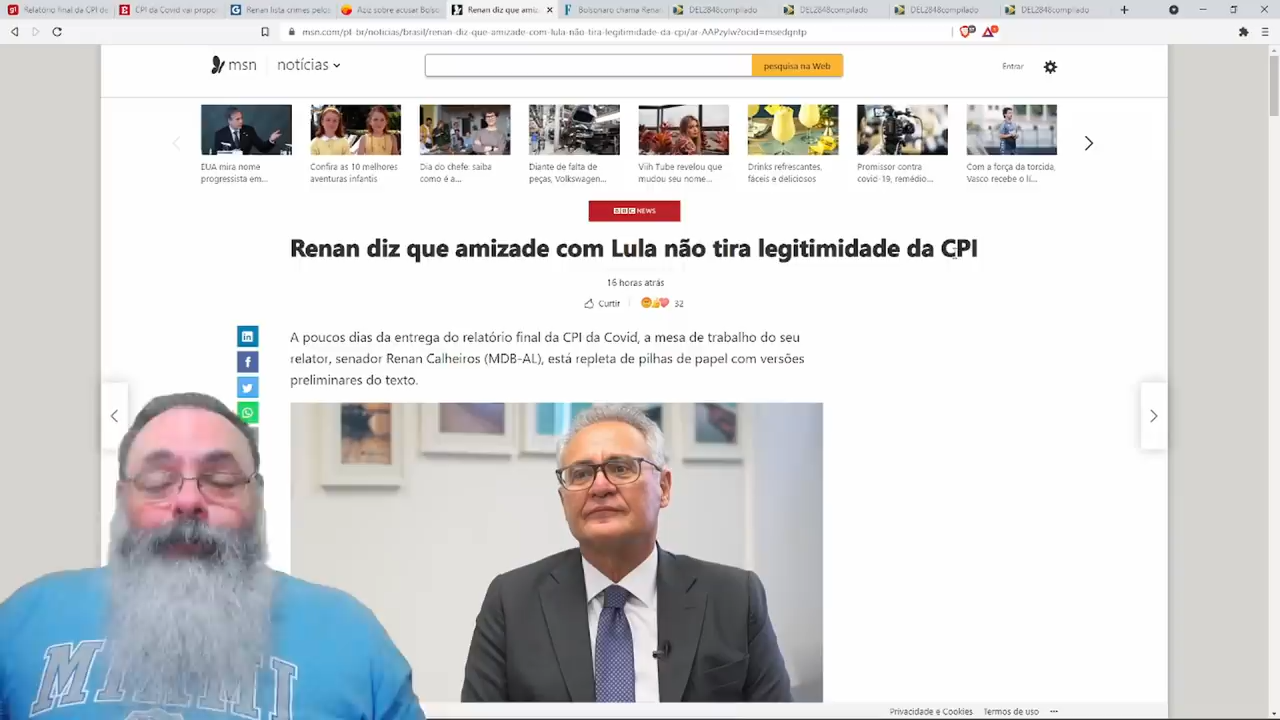 Relatório final da CPI da
CPI da Covid vai propo
Renan lista crimes pelos
Aziz sobre acusar Bolso
Renan diz que amiz
Bolsonaro chama Renan
DEL2848compilado
DEL2848compilado
DEL2848compilado
DEL2848compilado
msn.com/pt-br/noticias/brasil/renan-diz-que-amizade-com-lula-não-tira-legitimidade-da-cpi/ar-AAPzylw?ocid=msedgntp
msn
notícias
pesquisa na Web
Entrar
EUA mira nome
progressista em...
Confira as 10 melhores
aventuras infantis
Dia do chefe: saiba
como é a...
Diante de falta de
peças, Volkswagen...
Viih Tube revelou que
mudou seu nome...
Drinks refrescantes,
fáceis e deliciosos
Promissor contra
covid-19, remédio...
Com a força da torcida,
Vasco recebe o lí...
BBC NEWS
Renan diz que amizade com Lula não tira legitimidade da CPI
16 horas atrás
Curtir
32
A poucos dias da entrega do relatório final da CPI da Covid, a mesa de trabalho do seu
relator, senador Renan Calheiros (MDB-AL), está repleta de pilhas de papel com versões
preliminares do texto.
MIAMI
Privacidade e Cookies
Termos de uso